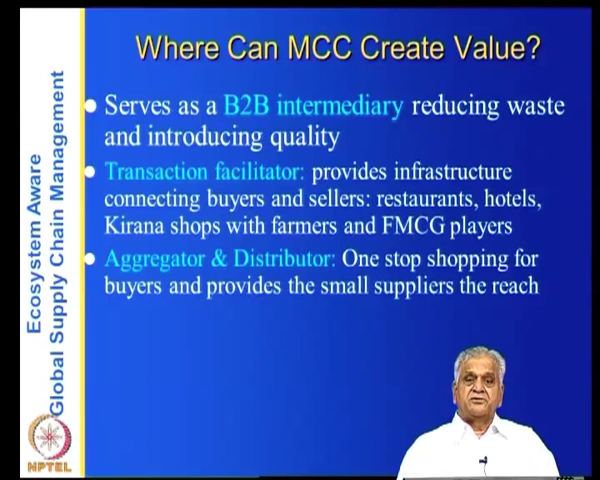 Where Can MCC Create Value?
Serves as a B2B intermediary reducing waste
and introducing quality
Transaction facilitator: provides infrastructure
connecting buyers and sellers: restaurants, hotels,
Kirana shops with farmers and FMCG players
Aggregator & Distributor: One stop shopping for
buyers and provides the small suppliers the reach
Ecosystem Aware
Global Supply Chain Management
NPTEL